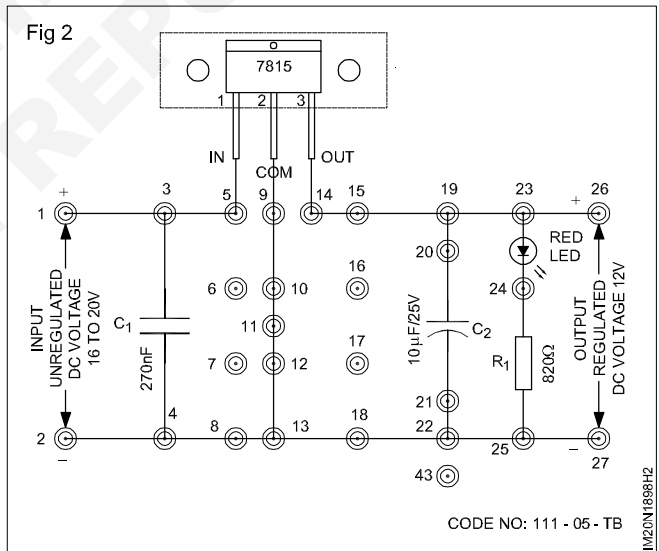 Fig 2
7815
1 2 3
IN
COM
OUT
+
1
3
5
9
14
15
19
23
26
+
20
RED
LED
6
10
16
24
INPUT
UNREGULATED
DC VOLTAGE
16 TO 20V
C1
270nF
11
10µF/25V
C2
R1
820Ω
OUTPUT
REGULATED
DC VOLTAGE 12V
7
12
17
21
2
4
8
13
18
22
25
27
–
–
43
CODE NO: 111 - 05 - TB
IM20N1898H2
REPU